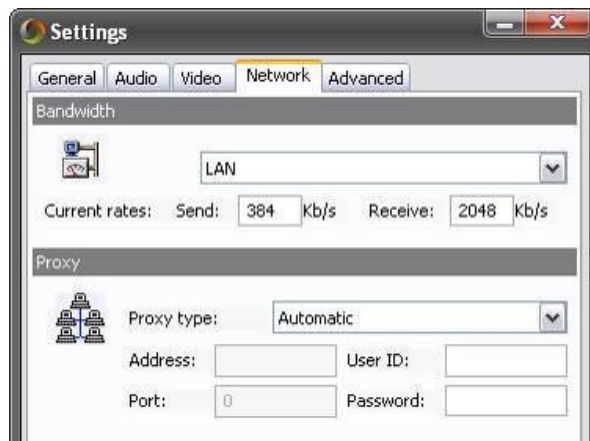 Settings
General Audio Video Network Advanced
Bandwidth
LAN
Current rates: Send: 384 Kb/s Receive: 2048 Kb/s
Proxy
Proxy type: Automatic
Address: User ID:
Port: 0 Password: